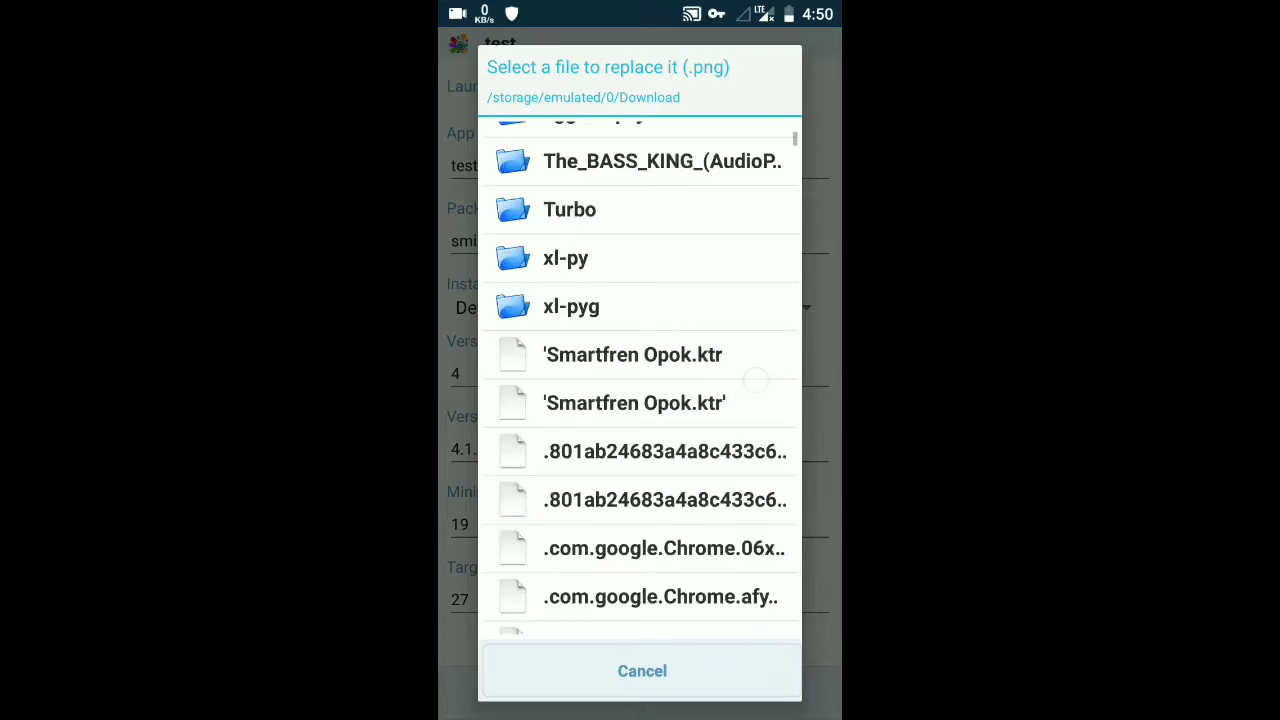 0
KB/s
LTE
4:50
test
Select a file to replace it (.png)
/storage/emulated/0/Download
Lau
The_BASS_KING_(AudioP..
App
test
Turbo
Pack
smi
xl-py
Insta
De
xl-pyg
Vers
'Smartfren Opok.ktr
4
'Smartfren Opok.ktr'
Vers
4.1.
.801ab24683a4a8c433c6..
Mini
.801ab24683a4a8c433c6..
19
.com.google.Chrome.06x..
Targ
27
.com.google.Chrome.afy..
Cancel